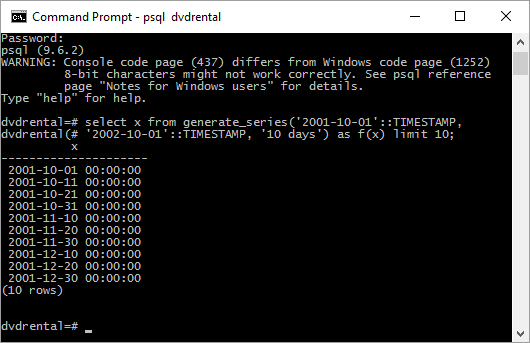 Command Prompt - psql dvdrental
Password:
psql (9.6.2)
WARNING: Console code page (437) differs from Windows code page (1252)
         8-bit characters might not work correctly. See psql reference
         page "Notes for Windows users" for details.
Type "help" for help.

dvdrental=# select x from generate_series('2001-10-01'::TIMESTAMP,
dvdrental(# '2002-10-01'::TIMESTAMP, '10 days') as f(x) limit 10;
          x
---------------------
 2001-10-01 00:00:00
 2001-10-11 00:00:00
 2001-10-21 00:00:00
 2001-10-31 00:00:00
 2001-11-10 00:00:00
 2001-11-20 00:00:00
 2001-11-30 00:00:00
 2001-12-10 00:00:00
 2001-12-20 00:00:00
 2001-12-30 00:00:00
(10 rows)


dvdrental=# _